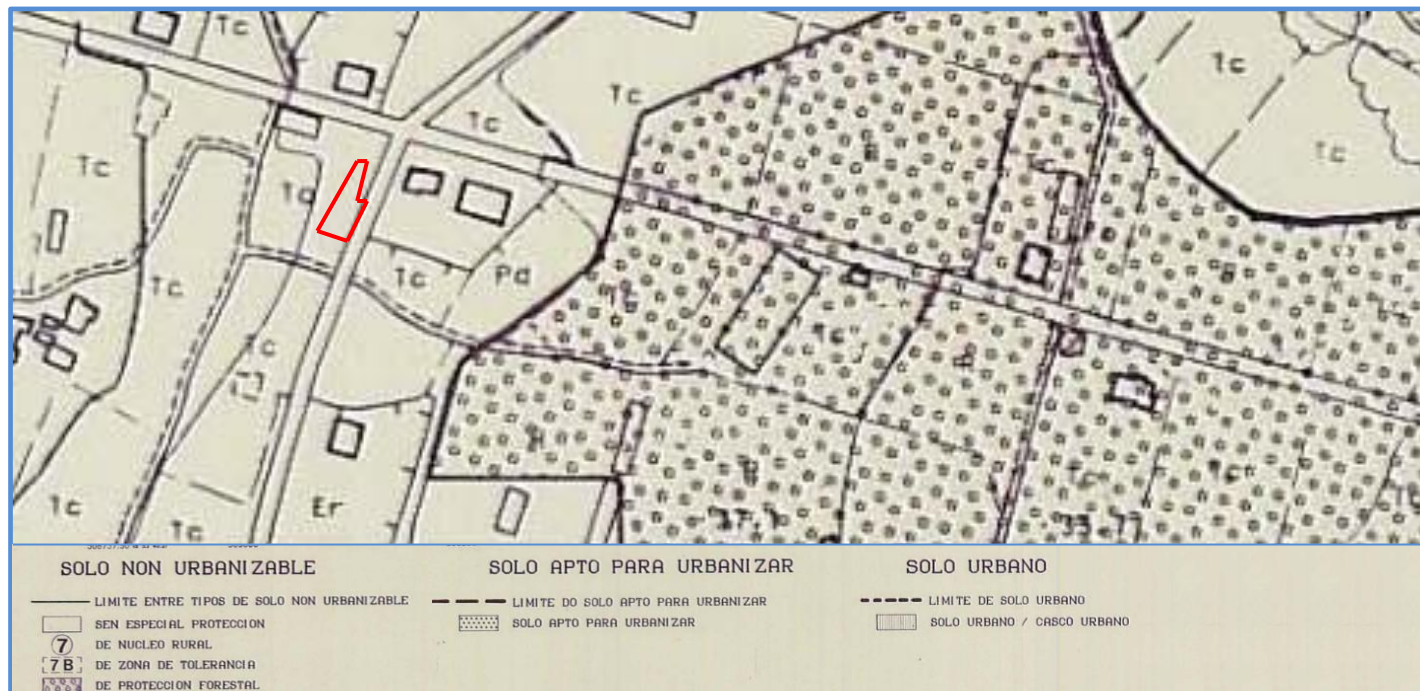 Tc
Tc
Tc
Tc
Tc
Tc
Tc
Tc
Tc
Pd
Tc
Tc
Er
Tc
Tc
SOLO NON URBANIZABLE
SOLO APTO PARA URBANIZAR
SOLO URBANO
LIMITE ENTRE TIPOS DE SOLO NON URBANIZABLE
LIMITE DO SOLO APTO PARA URBANIZAR
LIMITE DE SOLO URBANO
SEN ESPECIAL PROTECCION
SOLO APTO PARA URBANIZAR
SOLO URBANO / CASCO URBANO
7 DE NUCLEO RURAL
7B DE ZONA DE TOLERANCIA
DE PROTECCION FORESTAL